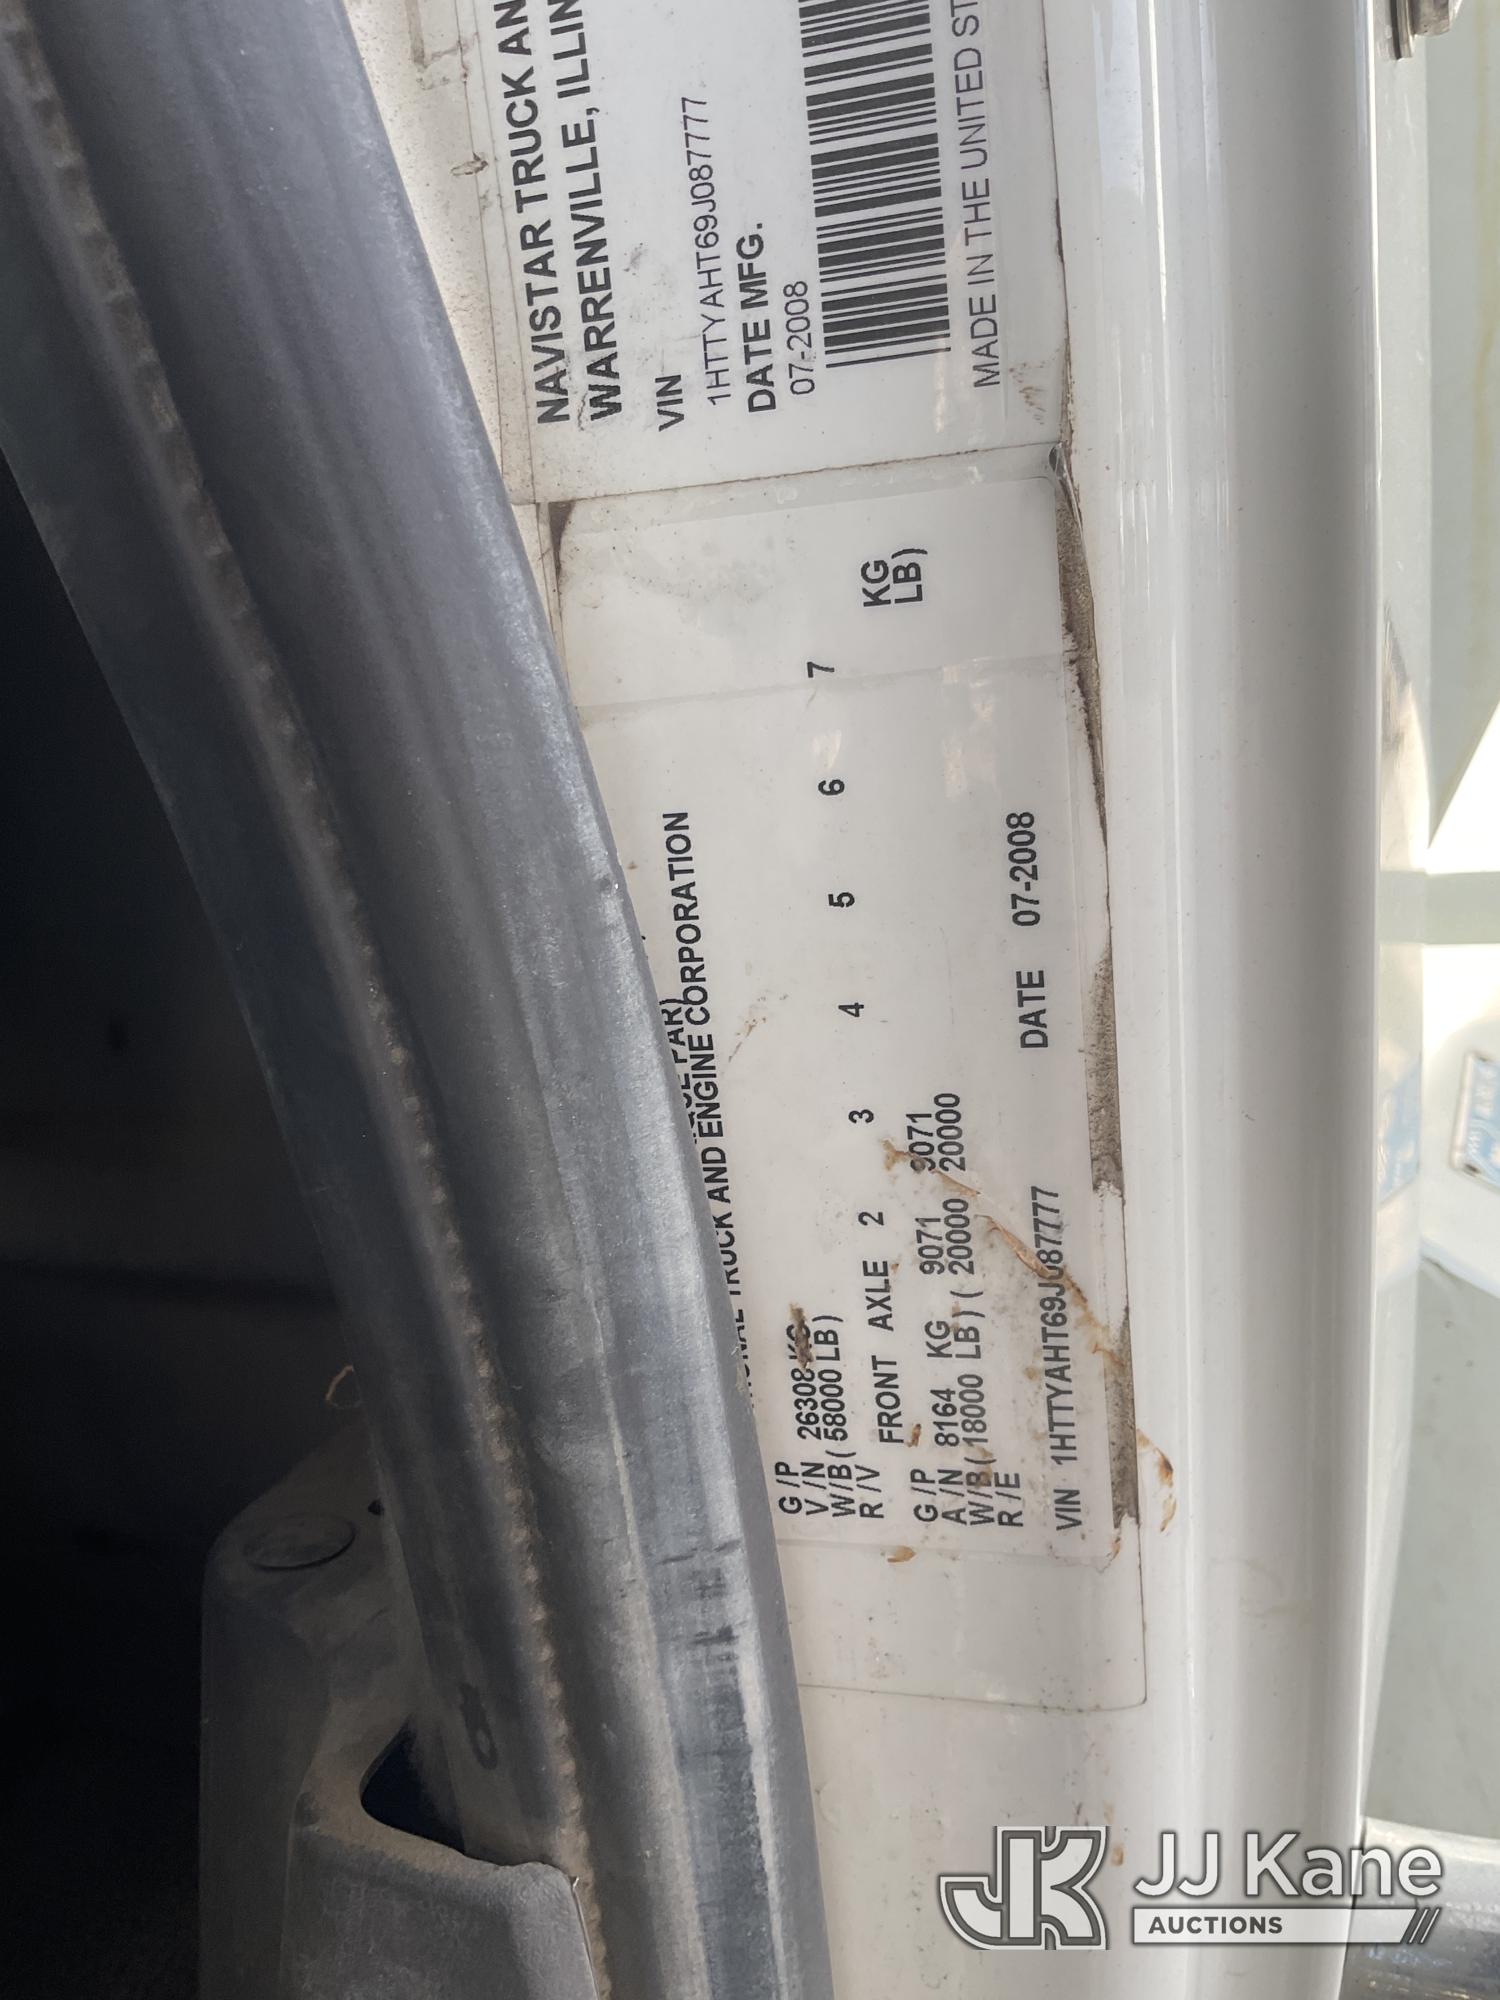 NAVISTAR TRUCK AN
WARRENVILLE, ILLIN
VIN
1HTTYAHT69J087777
DATE MFG.
07-2008
MADE IN THE UNITED ST
TRUCK AND ENGINE CORPORATION
G/P
V/N 26308 KG
W/B ( 58000 LB )
R/V
FRONT AXLE 2 3 4 5 6 7
G/P
A/N 8164 KG 9071 9071 KG
W/B ( 18000 LB ) ( 20000 20000 LB )
R/E
VIN 1HTTYAHT69J087777 DATE 07-2008
JK JJ Kane
AUCTIONS